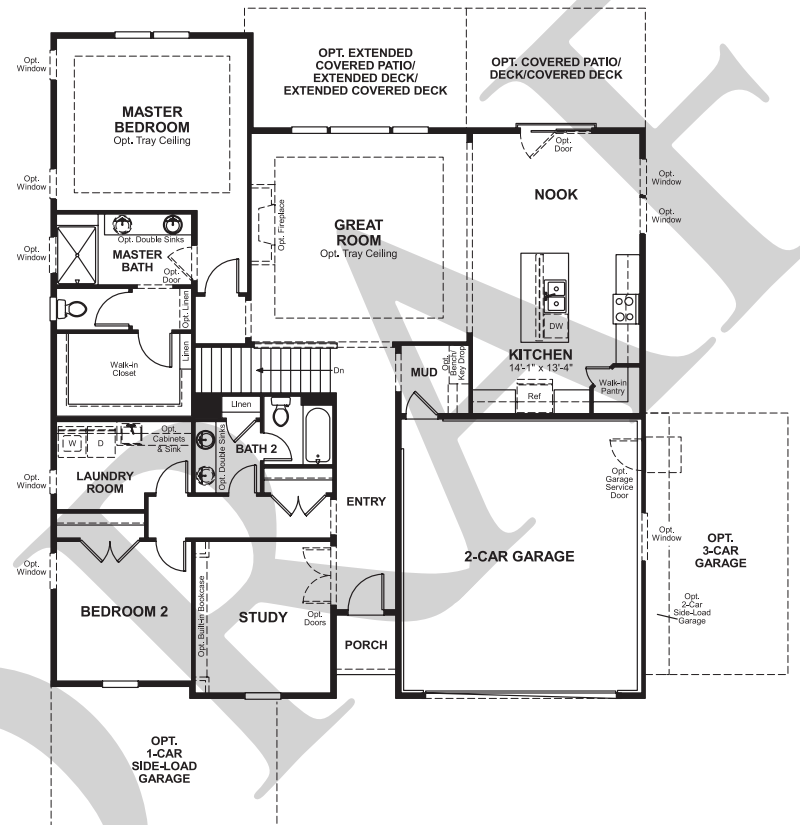 OPT. EXTENDED
COVERED PATIO/
EXTENDED DECK/
EXTENDED COVERED DECK
OPT. COVERED PATIO/
DECK/COVERED DECK
Opt.
Window
MASTER
BEDROOM
Opt. Tray Ceiling
Opt.
Door
Opt.
Window
Opt.
Window
Opt.
Window
NOOK
Opt. Fireplace
GREAT
ROOM
Opt. Tray Ceiling
Opt. Double Sinks
MASTER
BATH
Opt.
Door
Opt.
Window
Opt. Linen
Linen
Walk-in
Closet
Dn
DW
KITCHEN
14'-1" x 13'-4"
MUD
Opt.
Bench/
Key Drop
Ref
Walk-in
Pantry
Linen
W
D
Opt.
Cabinets
& Sink
LAUNDRY
ROOM
Opt.
Window
Opt. Double Sinks
BATH 2
ENTRY
Opt.
Garage
Service
Door
Opt.
Window
2-CAR GARAGE
OPT.
3-CAR
GARAGE
Opt.
2-Car
Side-Load
Garage
Opt.
Window
BEDROOM 2
Opt. Built-in Bookcase
STUDY
Opt.
Doors
PORCH
OPT.
1-CAR
SIDE-LOAD
GARAGE
DRAFT